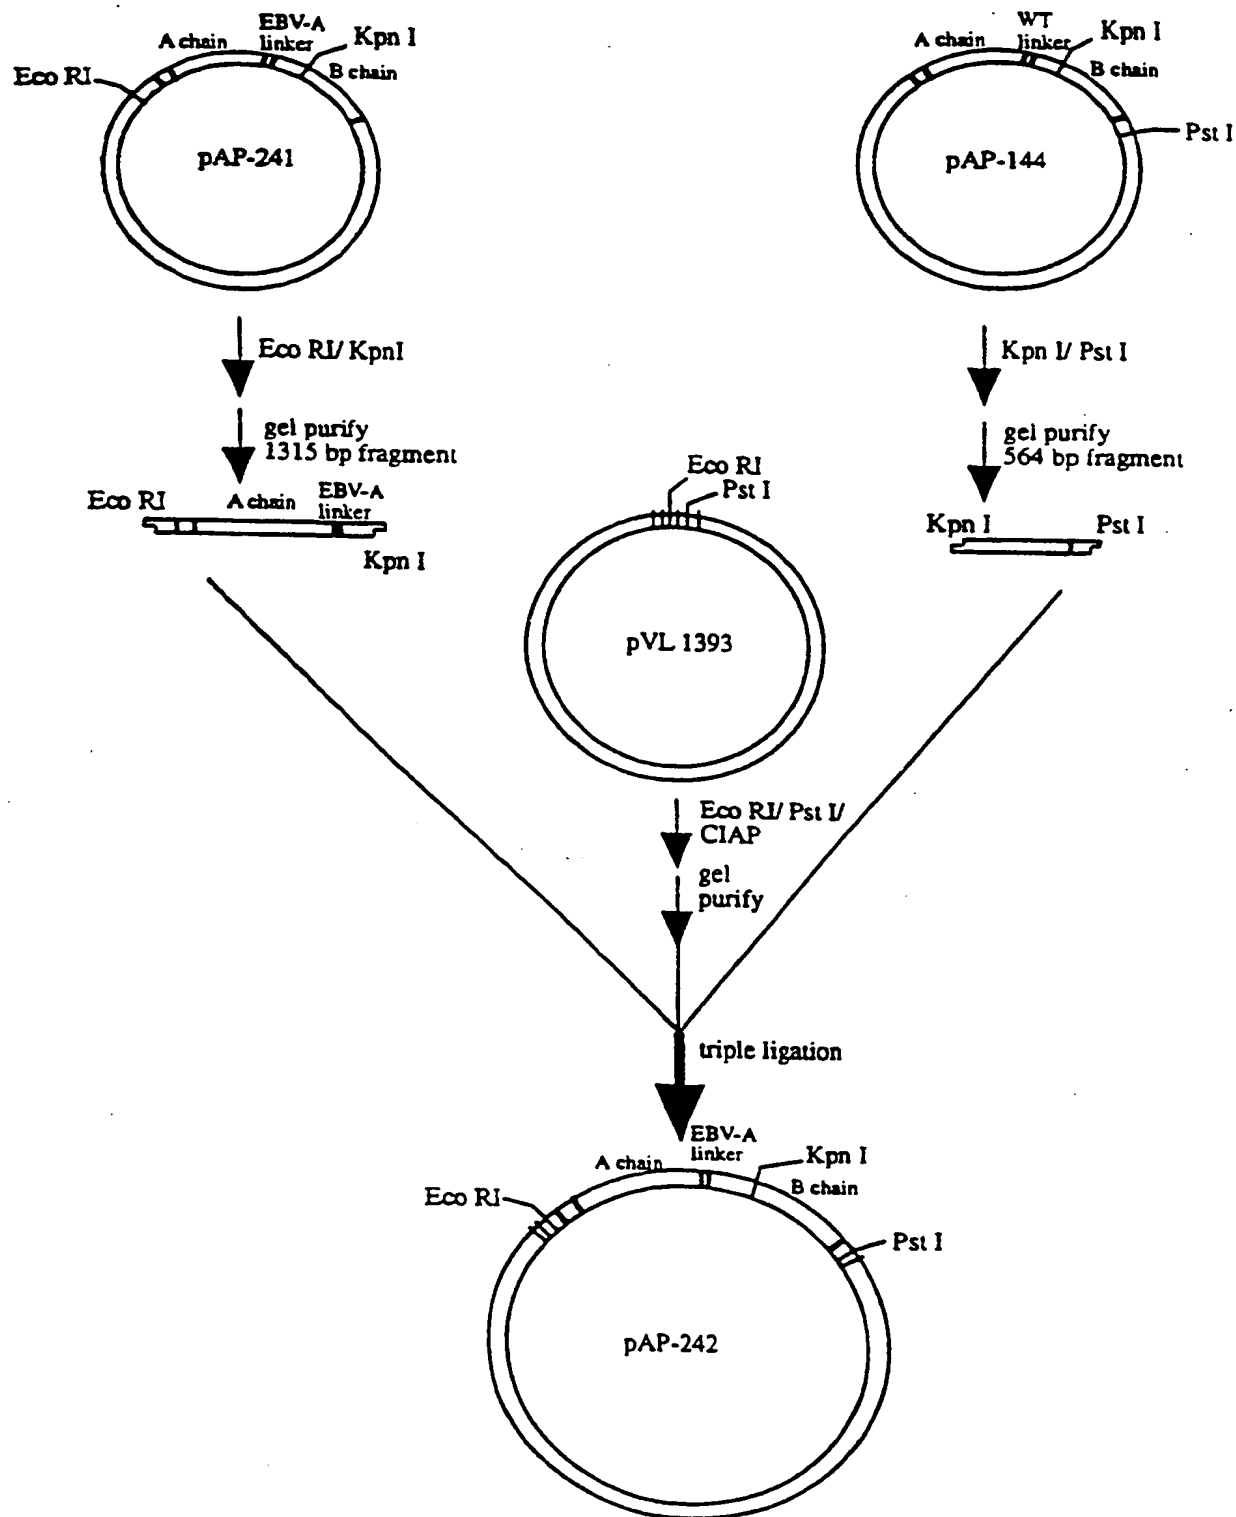 A chain
EBV-A
linker
Kpn I
Eco RI
B chain
pAP-241
A chain
WT
linker
Kpn I
B chain
Pst I
pAP-144
Eco RI/ KpnI
gel purify
1315 bp fragment
Kpn I/ Pst I
gel purify
564 bp fragment
Eco RI
A chain
EBV-A
linker
Kpn I
Eco RI
Pst I
pVL 1393
Kpn I
Pst I
Eco RI/ Pst I/
CIAP
gel
purify
triple ligation
A chain
EBV-A
linker
Kpn I
B chain
Eco RI
Pst I
pAP-242